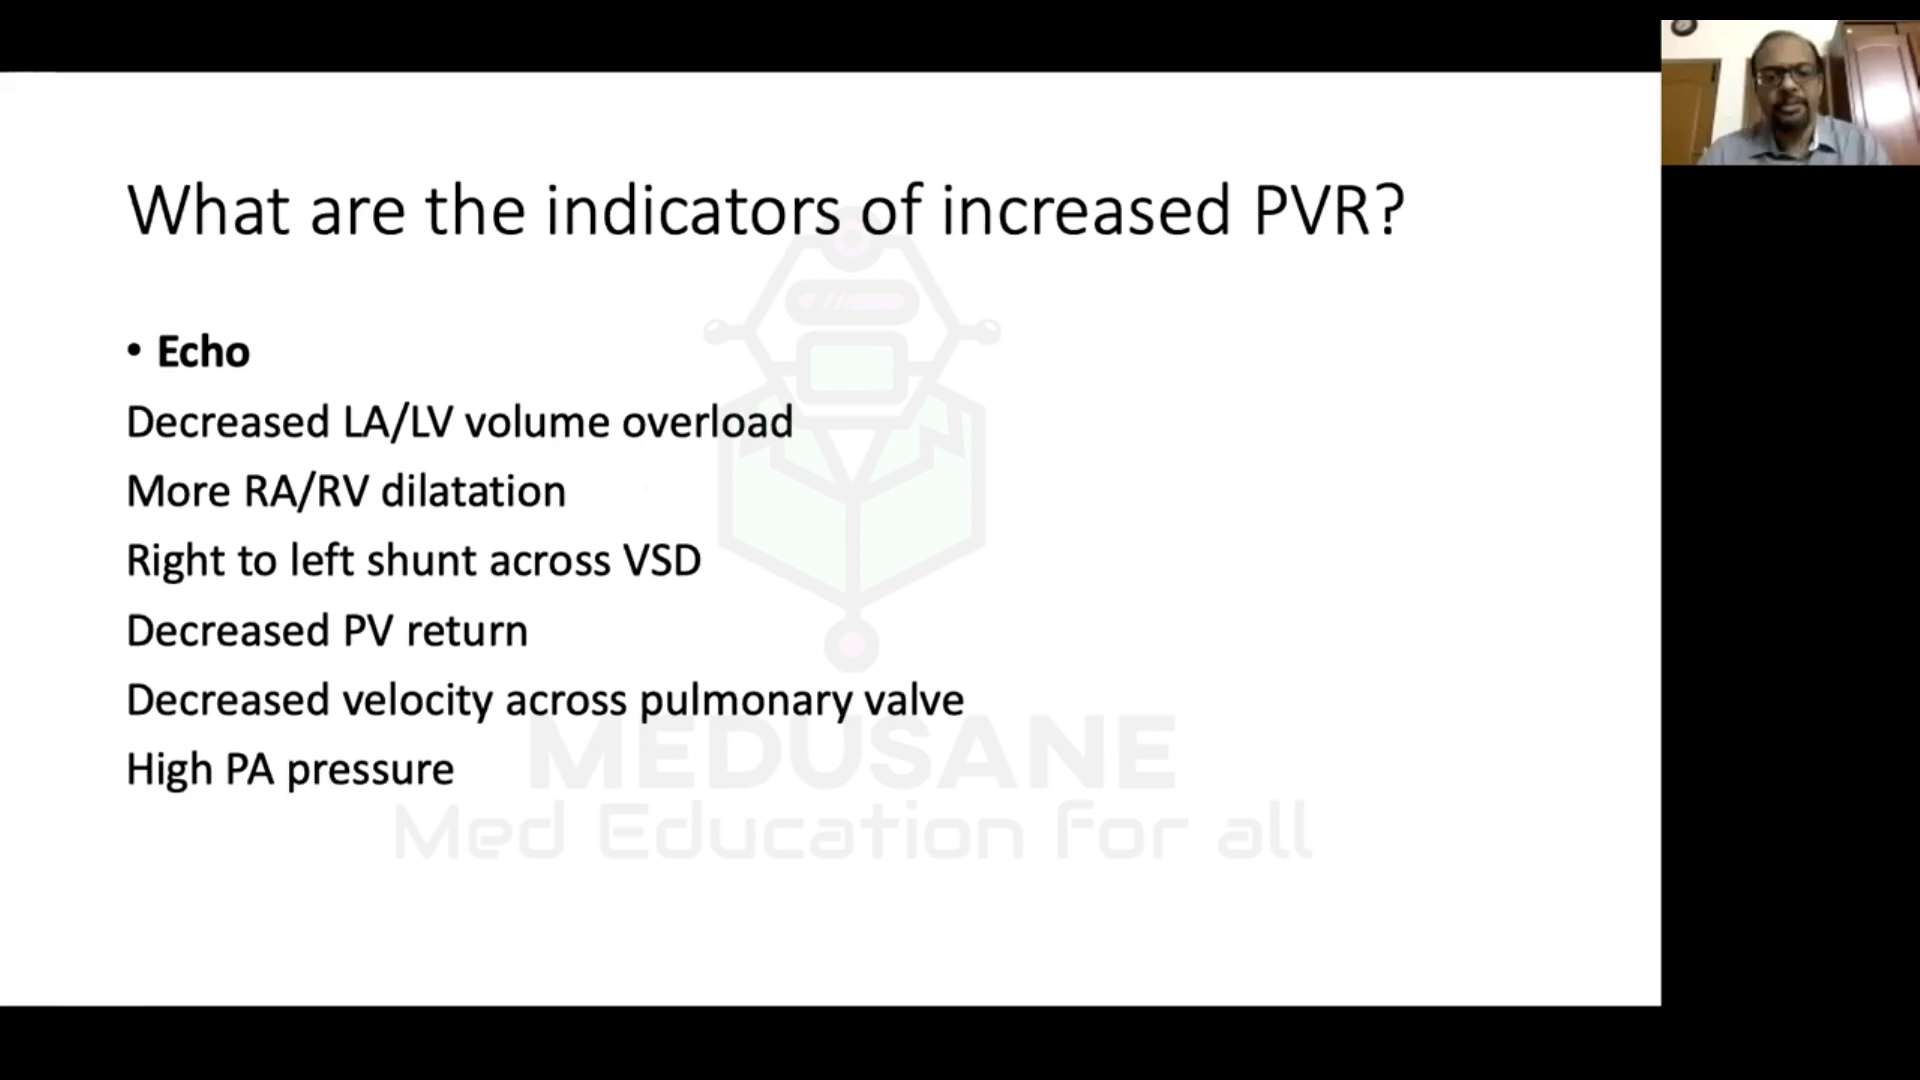 What are the indicators of increased PVR?
• Echo
Decreased LA/LV volume overload
More RA/RV dilatation
Right to left shunt across VSD
Decreased PV return
Decreased velocity across pulmonary valve
High PA pressure
MEDUSANE
Med Education for all